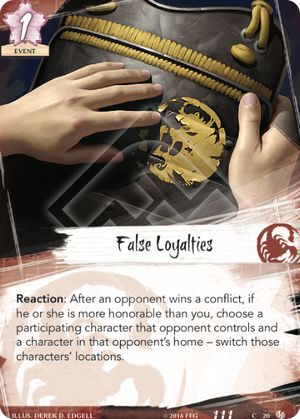 1
EVENT
False Loyalties
Reaction: After an opponent wins a conflict, if
he or she is more honorable than you, choose a
participating character that opponent controls and
a character in that opponent's home – switch those
characters' locations.
ILLUS. DEREK D. EDGELL © 2016 FFG 111 C 20